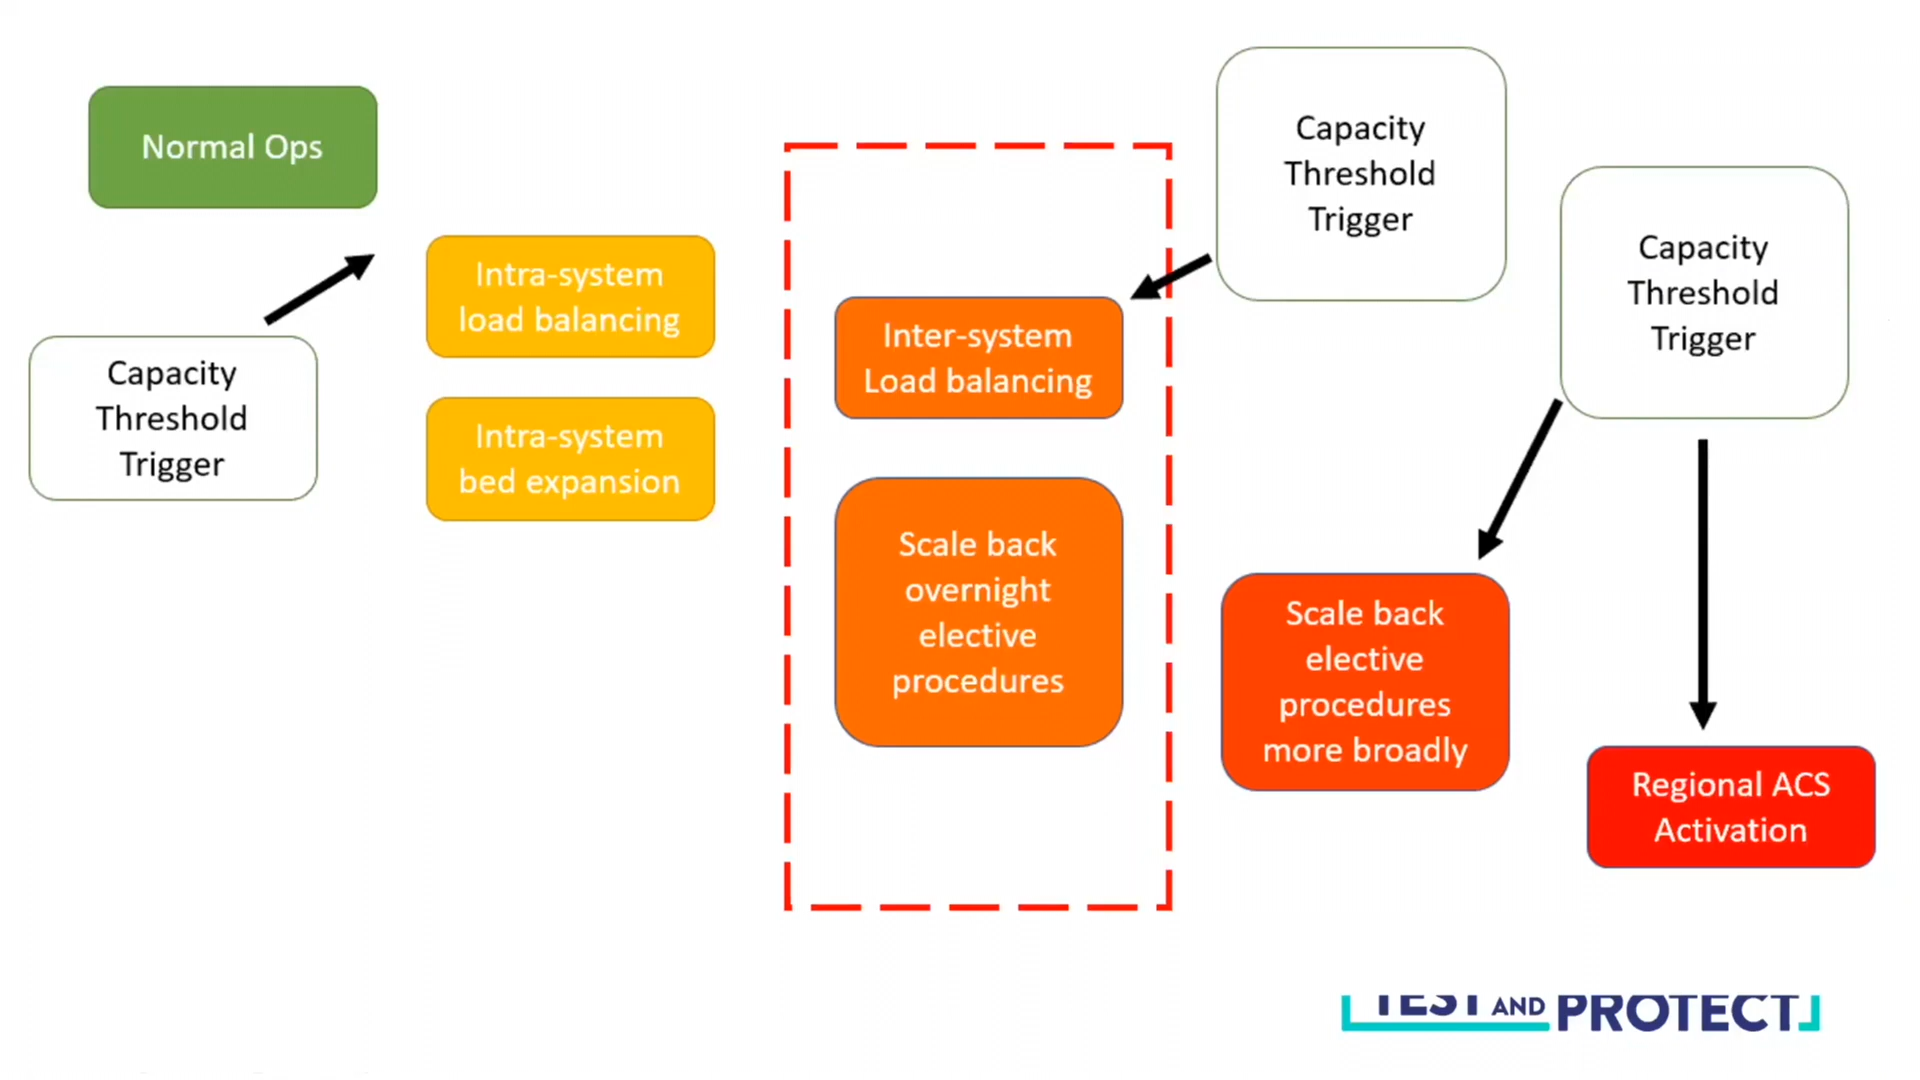 Normal Ops
Capacity
Threshold
Trigger
Intra-system
load balancing
Intra-system
bed expansion
Inter-system
Load balancing
Scale back
overnight
elective
procedures
Capacity
Threshold
Trigger
Capacity
Threshold
Trigger
Scale back
elective
procedures
more broadly
Regional ACS
Activation
TEST AND PROTECT